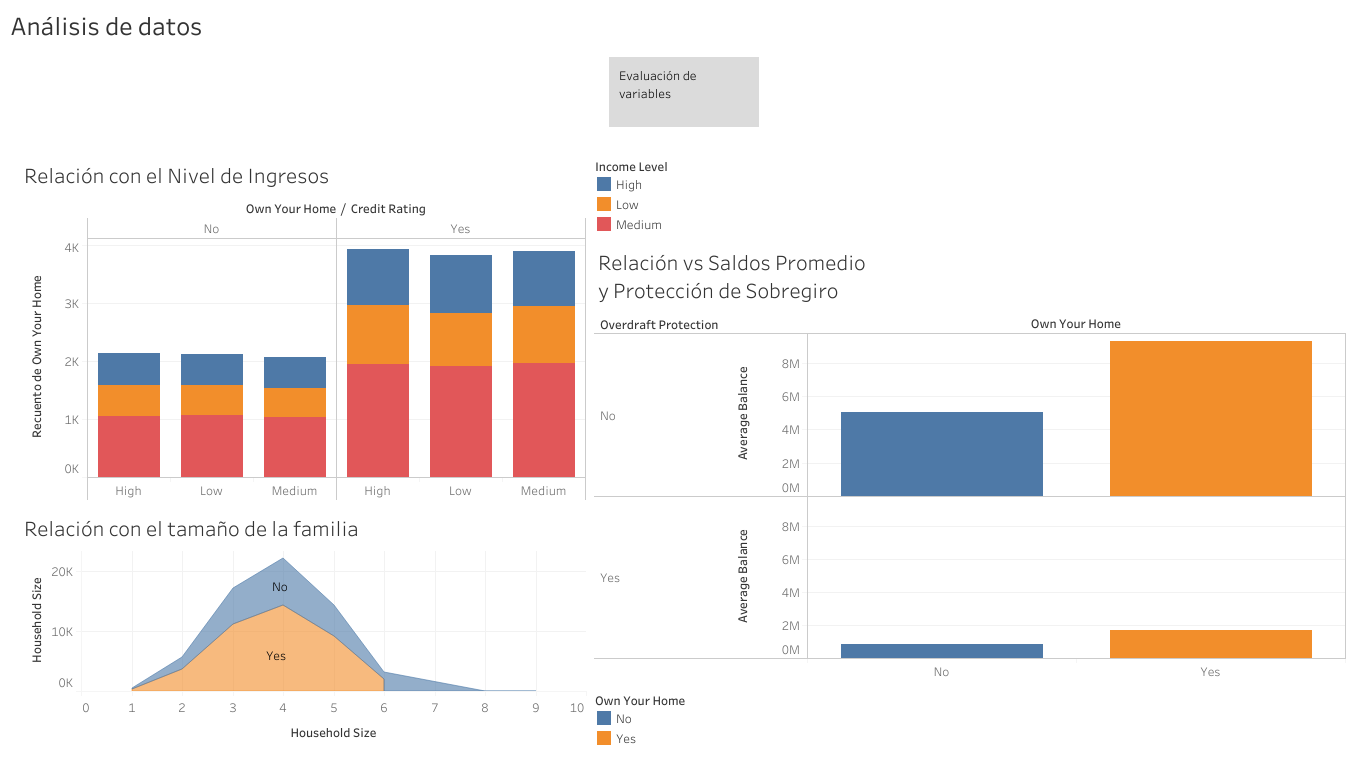 Análisis de datos
Evaluación de
variables
Relación con el Nivel de Ingresos
Own Your Home / Credit Rating
No
Yes
Recuento de Own Your Home
4K
3K
2K
1K
0K
High
Low
Medium
High
Low
Medium
Income Level
High
Low
Medium
Relación con el tamaño de la familia
Household Size
20K
10K
0K
No
Yes
0
1
2
3
4
5
6
7
8
9
10
Household Size
Relación vs Saldos Promedio
y Protección de Sobregiro
Overdraft Protection
Own Your Home
No
Average Balance
8M
6M
4M
2M
0M
Yes
Average Balance
8M
6M
4M
2M
0M
No
Yes
Own Your Home
No
Yes